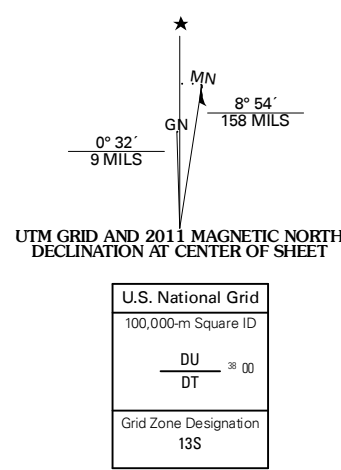 ★
MN
GN
8° 54´
158 MILS
0° 32´
9 MILS
UTM GRID AND 2011 MAGNETIC NORTH
DECLINATION AT CENTER OF SHEET
U.S. National Grid
100,000-m Square ID
DU
38 00
DT
Grid Zone Designation
13S